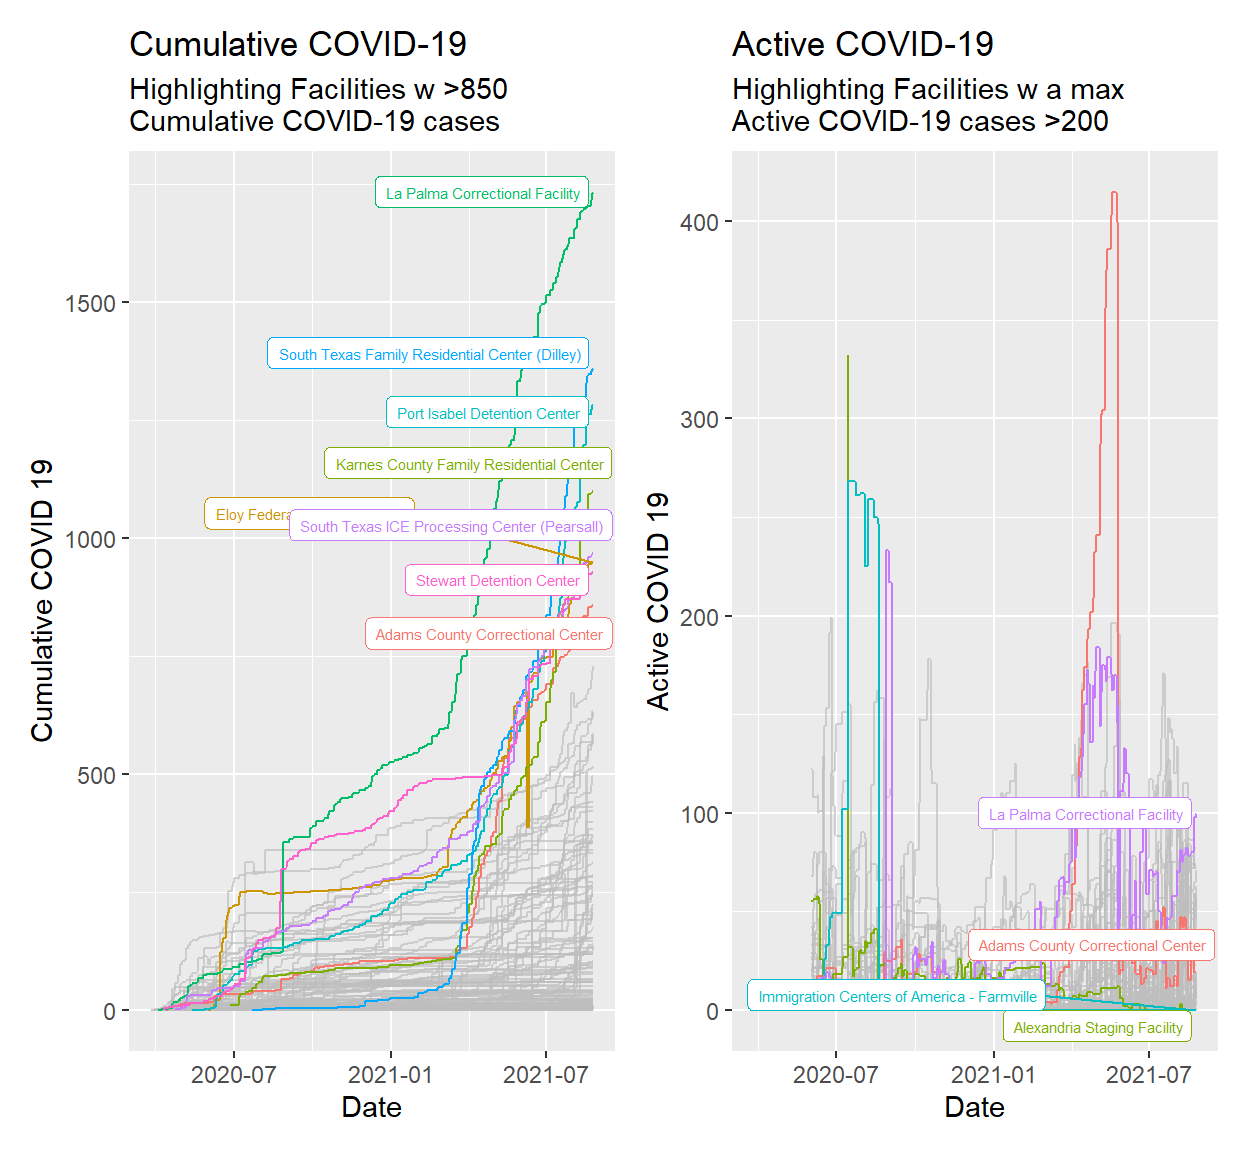 Cumulative COVID-19
Highlighting Facilities w >850
Cumulative COVID-19 cases
Cumulative COVID 19
1500
1000
500
0
La Palma Correctional Facility
South Texas Family Residential Center (Dilley)
Port Isabel Detention Center
Karnes County Family Residential Center
Eloy Federa
South Texas ICE Processing Center (Pearsall)
Stewart Detention Center
Adams County Correctional Center
2020-07
2021-01
2021-07
Date
Active COVID-19
Highlighting Facilities w a max
Active COVID-19 cases >200
Active COVID 19
400
300
200
100
0
La Palma Correctional Facility
Adams County Correctional Center
Immigration Centers of America - Farmville
Alexandria Staging Facility
2020-07
2021-01
2021-07
Date